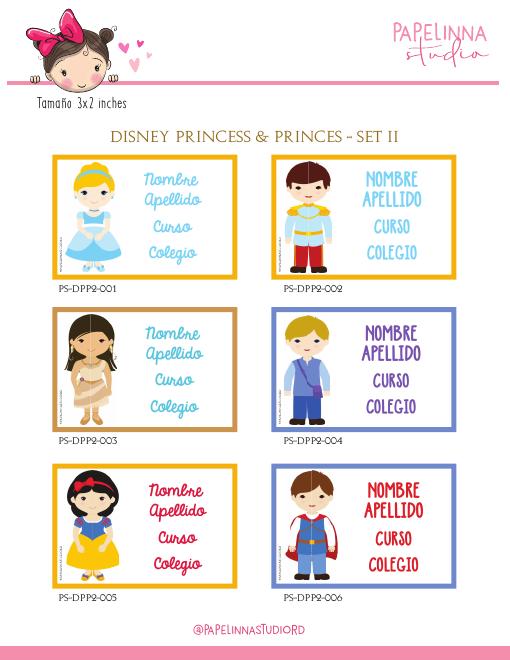 PAPELINNA
studio
Tamaño 3x2 inches
DISNEY PRINCESS & PRINCES - SET II
Nombre
Apellido
Curso
Colegio
PS-DPP2-001
NOMBRE
APELLIDO
CURSO
COLEGIO
PS-DPP2-002
Nombre
Apellido
Curso
Colegio
PS-DPP2-003
NOMBRE
APELLIDO
CURSO
COLEGIO
PS-DPP2-004
Nombre
Apellido
Curso
Colegio
PS-DPP2-005
NOMBRE
APELLIDO
CURSO
COLEGIO
PS-DPP2-006
@PAPELINNASTUDIORD